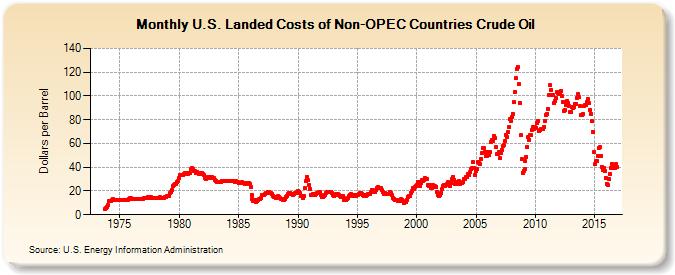 Monthly U.S. Landed Costs of Non-OPEC Countries Crude Oil
Dollars per Barrel
140
120
100
80
60
40
20
0
1975 1980 1985 1990 1995 2000 2005 2010 2015
Source: U.S. Energy Information Administration